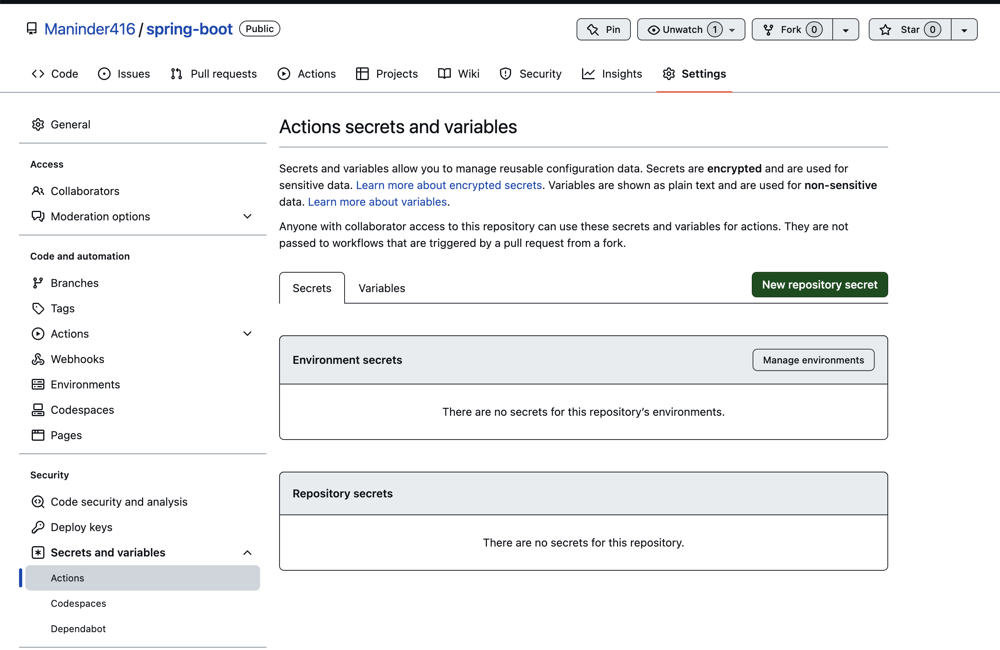 Maninder416 / spring-boot Public
Pin
Unwatch 1
Fork 0
Star 0
Code
Issues
Pull requests
Actions
Projects
Wiki
Security
Insights
Settings
General
Access
Collaborators
Moderation options
Code and automation
Branches
Tags
Actions
Webhooks
Environments
Codespaces
Pages
Security
Code security and analysis
Deploy keys
Secrets and variables
Actions
Codespaces
Dependabot
Actions secrets and variables
Secrets and variables allow you to manage reusable configuration data. Secrets are encrypted and are used for
sensitive data. Learn more about encrypted secrets. Variables are shown as plain text and are used for non-sensitive
data. Learn more about variables.
Anyone with collaborator access to this repository can use these secrets and variables for actions. They are not
passed to workflows that are triggered by a pull request from a fork.
Secrets
Variables
New repository secret
Environment secrets
Manage environments
There are no secrets for this repository’s environments.
Repository secrets
There are no secrets for this repository.